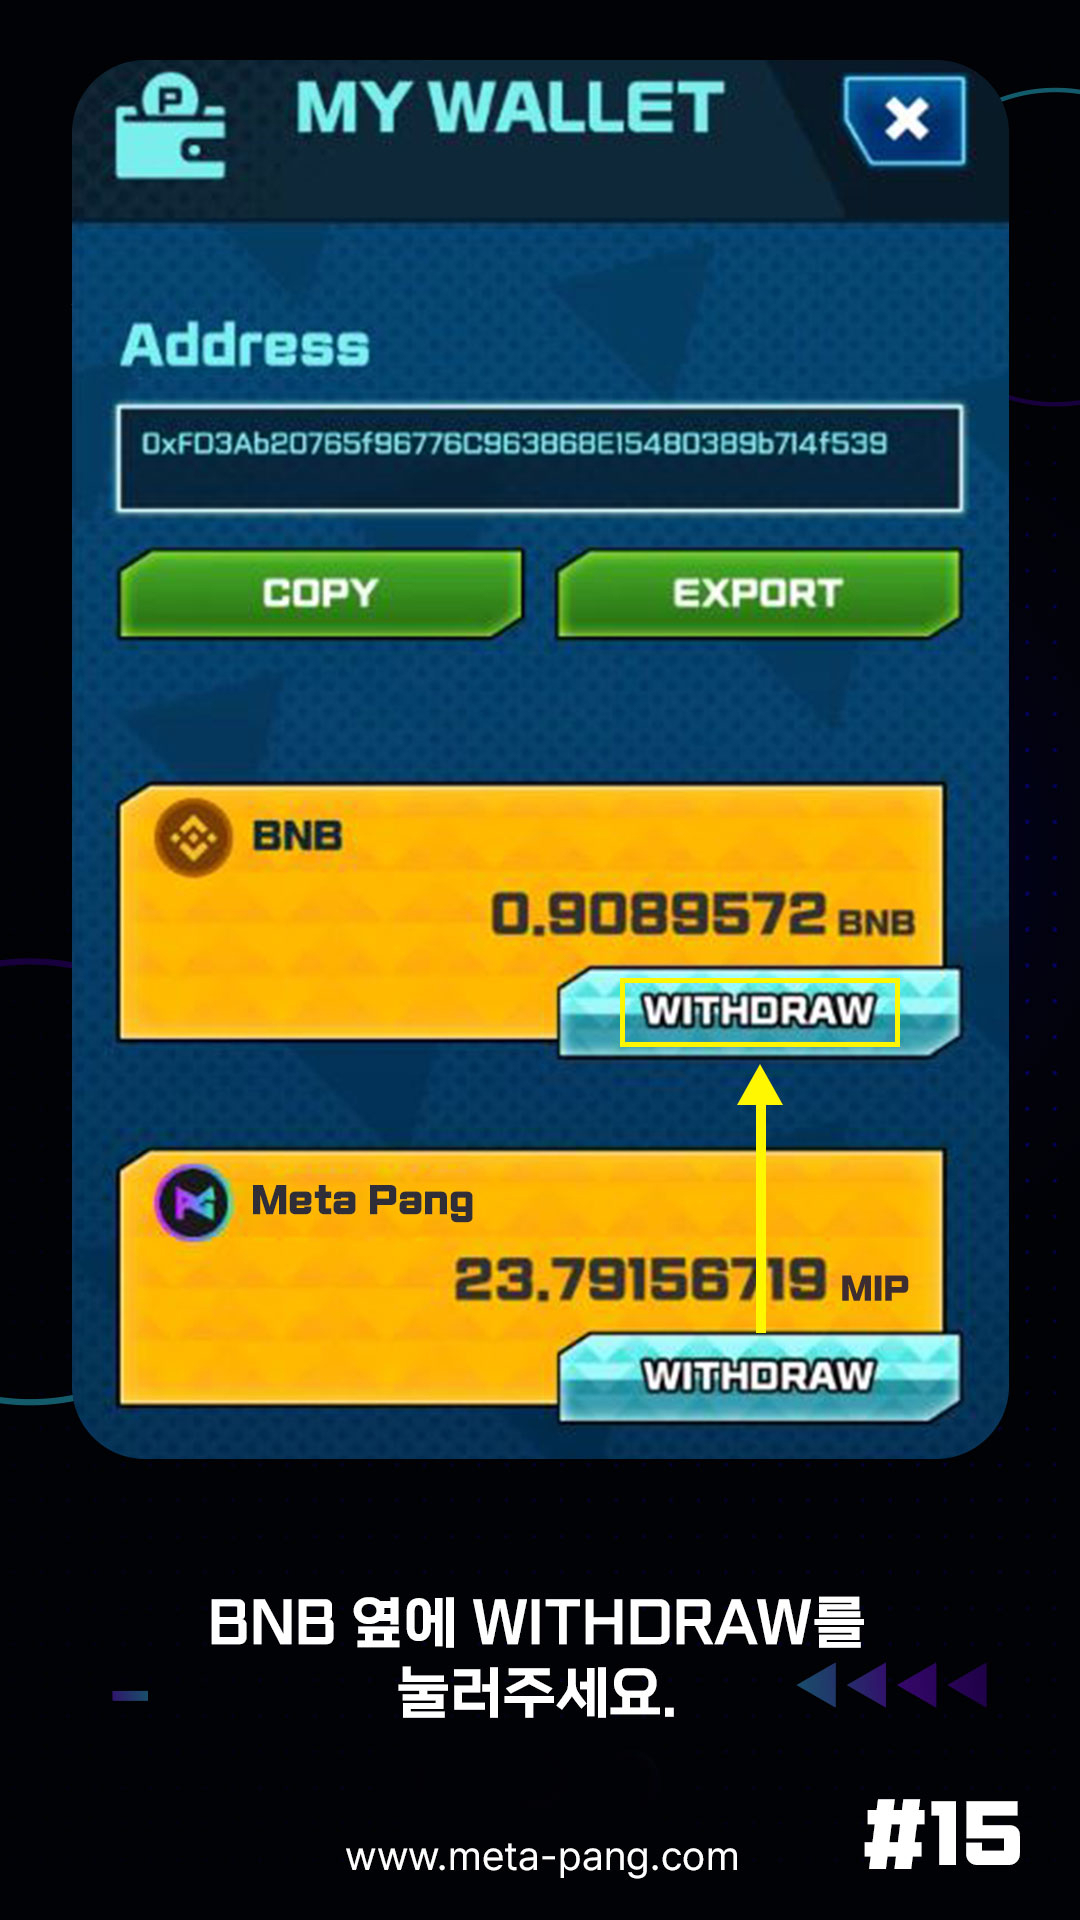 MY WALLET
Address
0xFD3Ab20765f96776C963868E15480389b714f539
COPY
EXPORT
BNB
0.9089572 BNB
WITHDRAW
Meta Pang
23.79156719 MIP
WITHDRAW
BNB 옆에 WITHDRAW를
눌러주세요.
#15
www.meta-pang.com